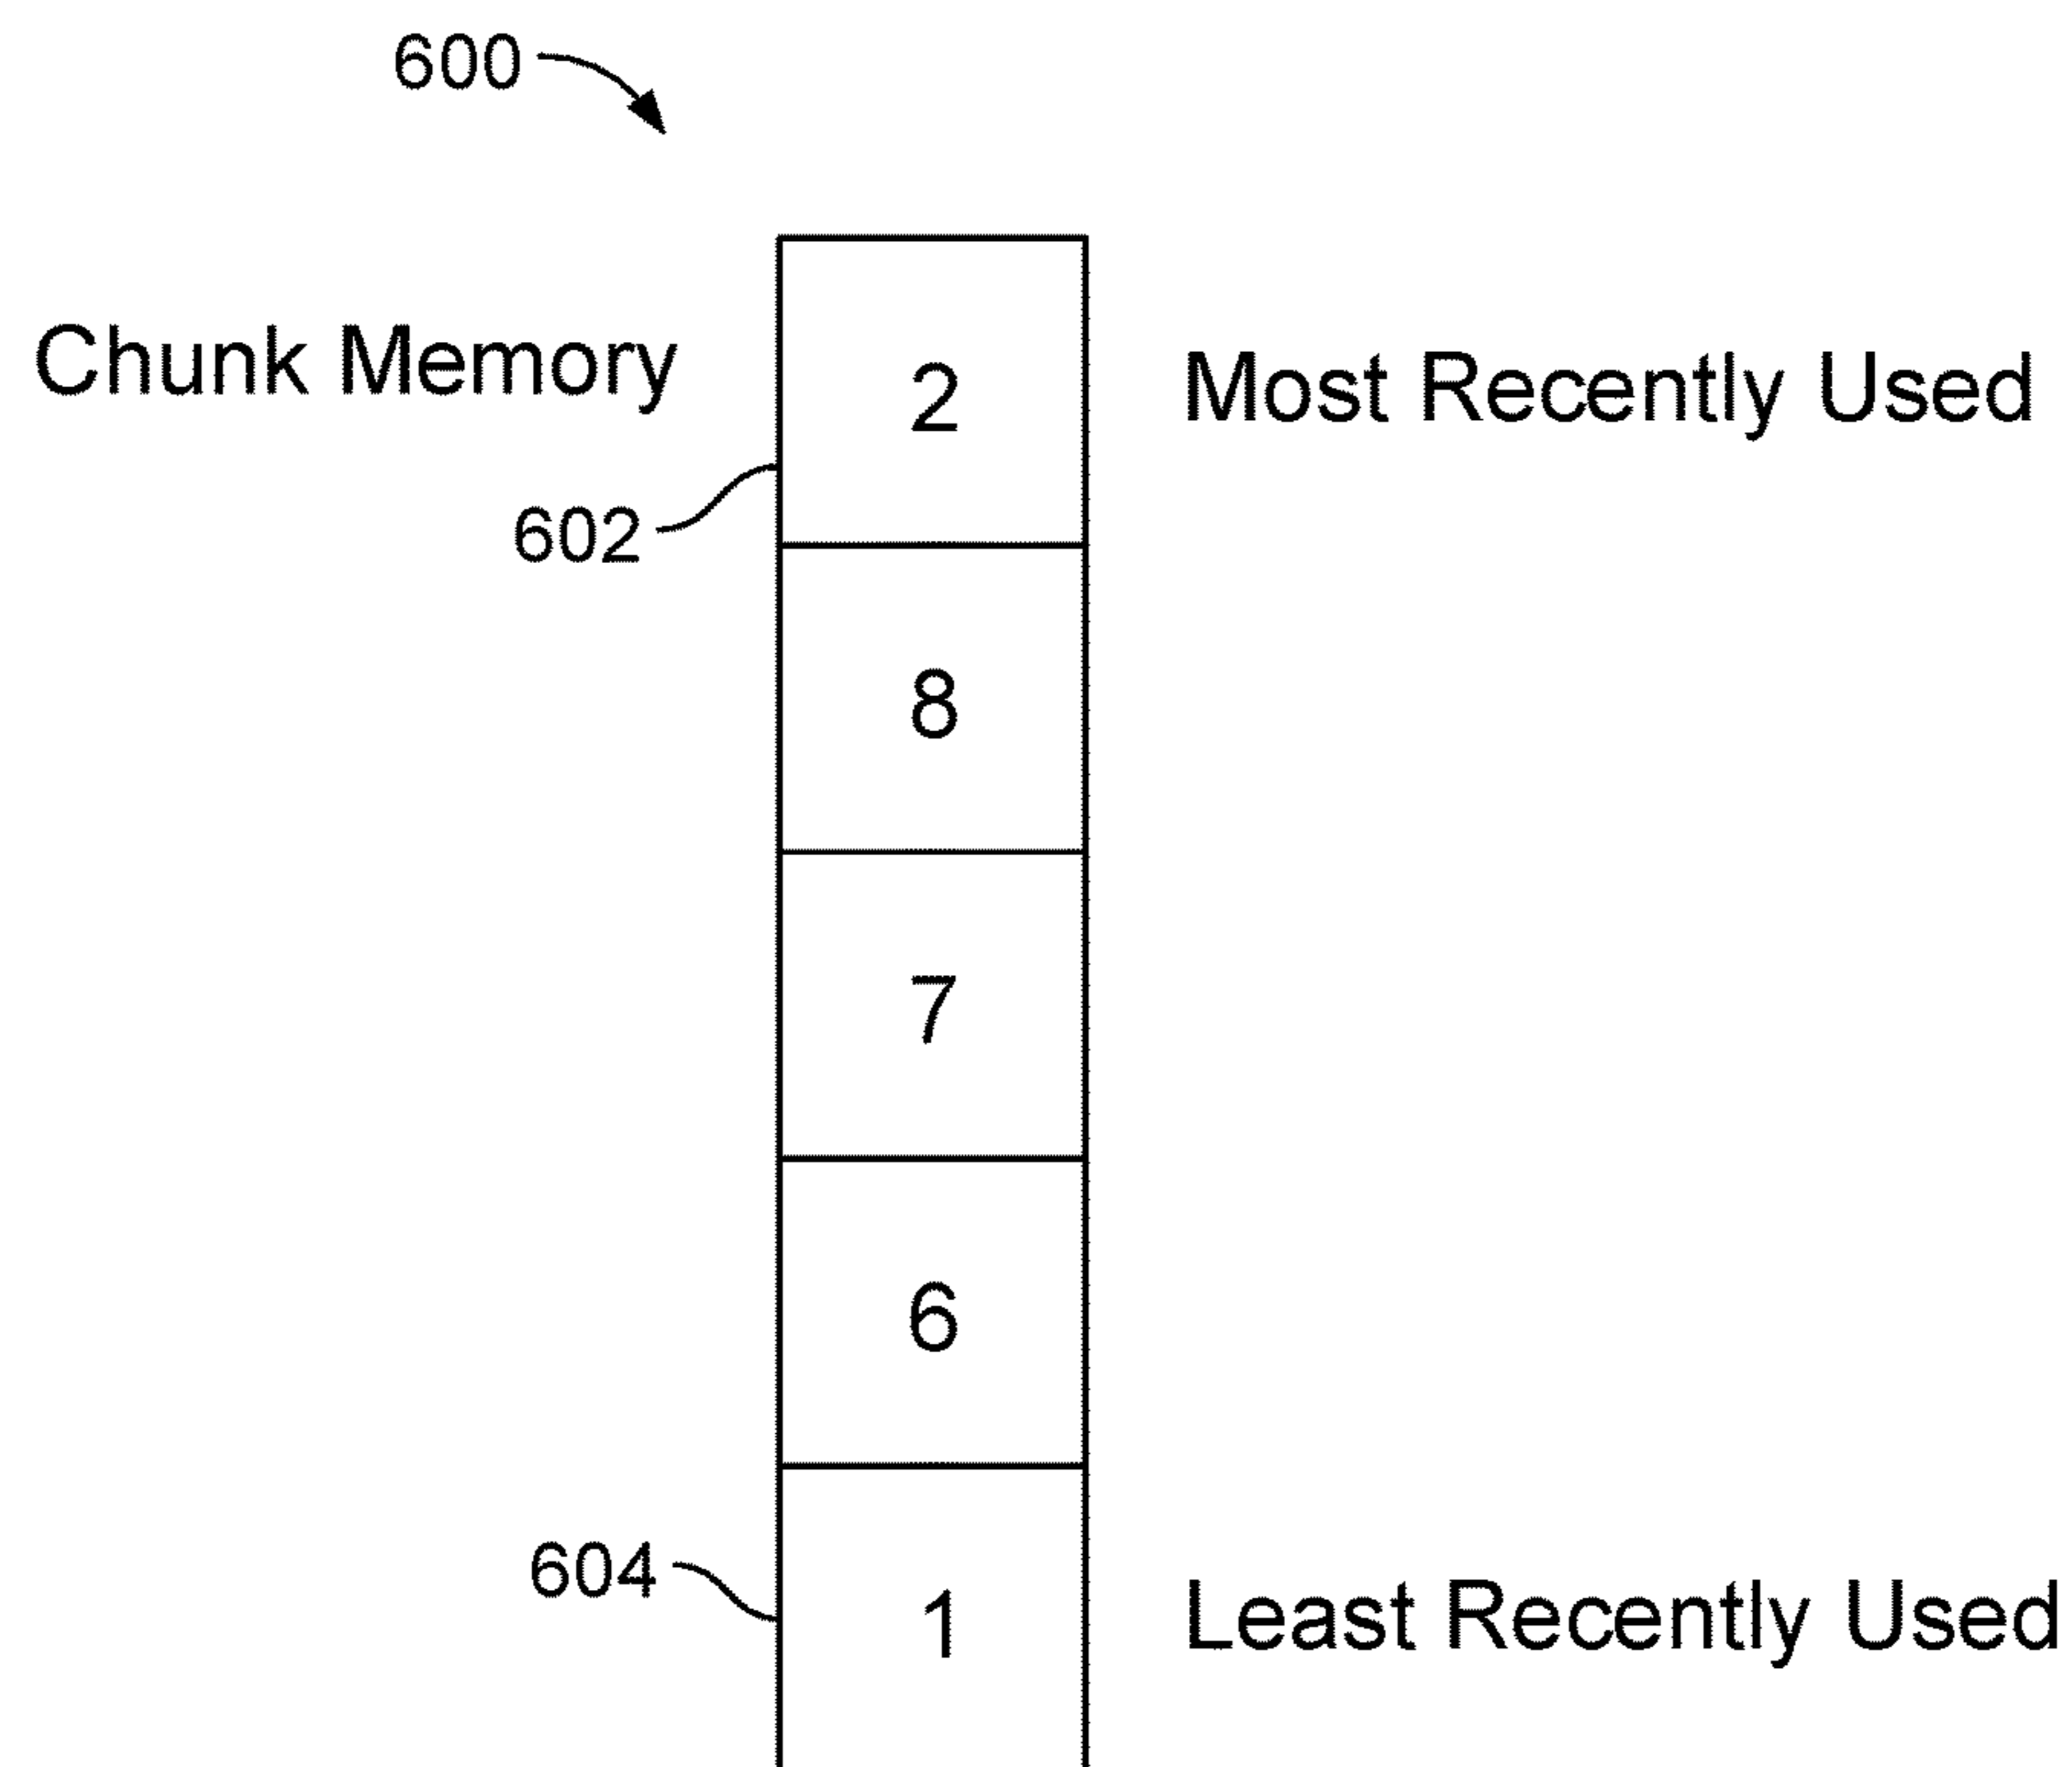 600
Chunk Memory
2
Most Recently Used
602
8
7
6
604
1
Least Recently Used